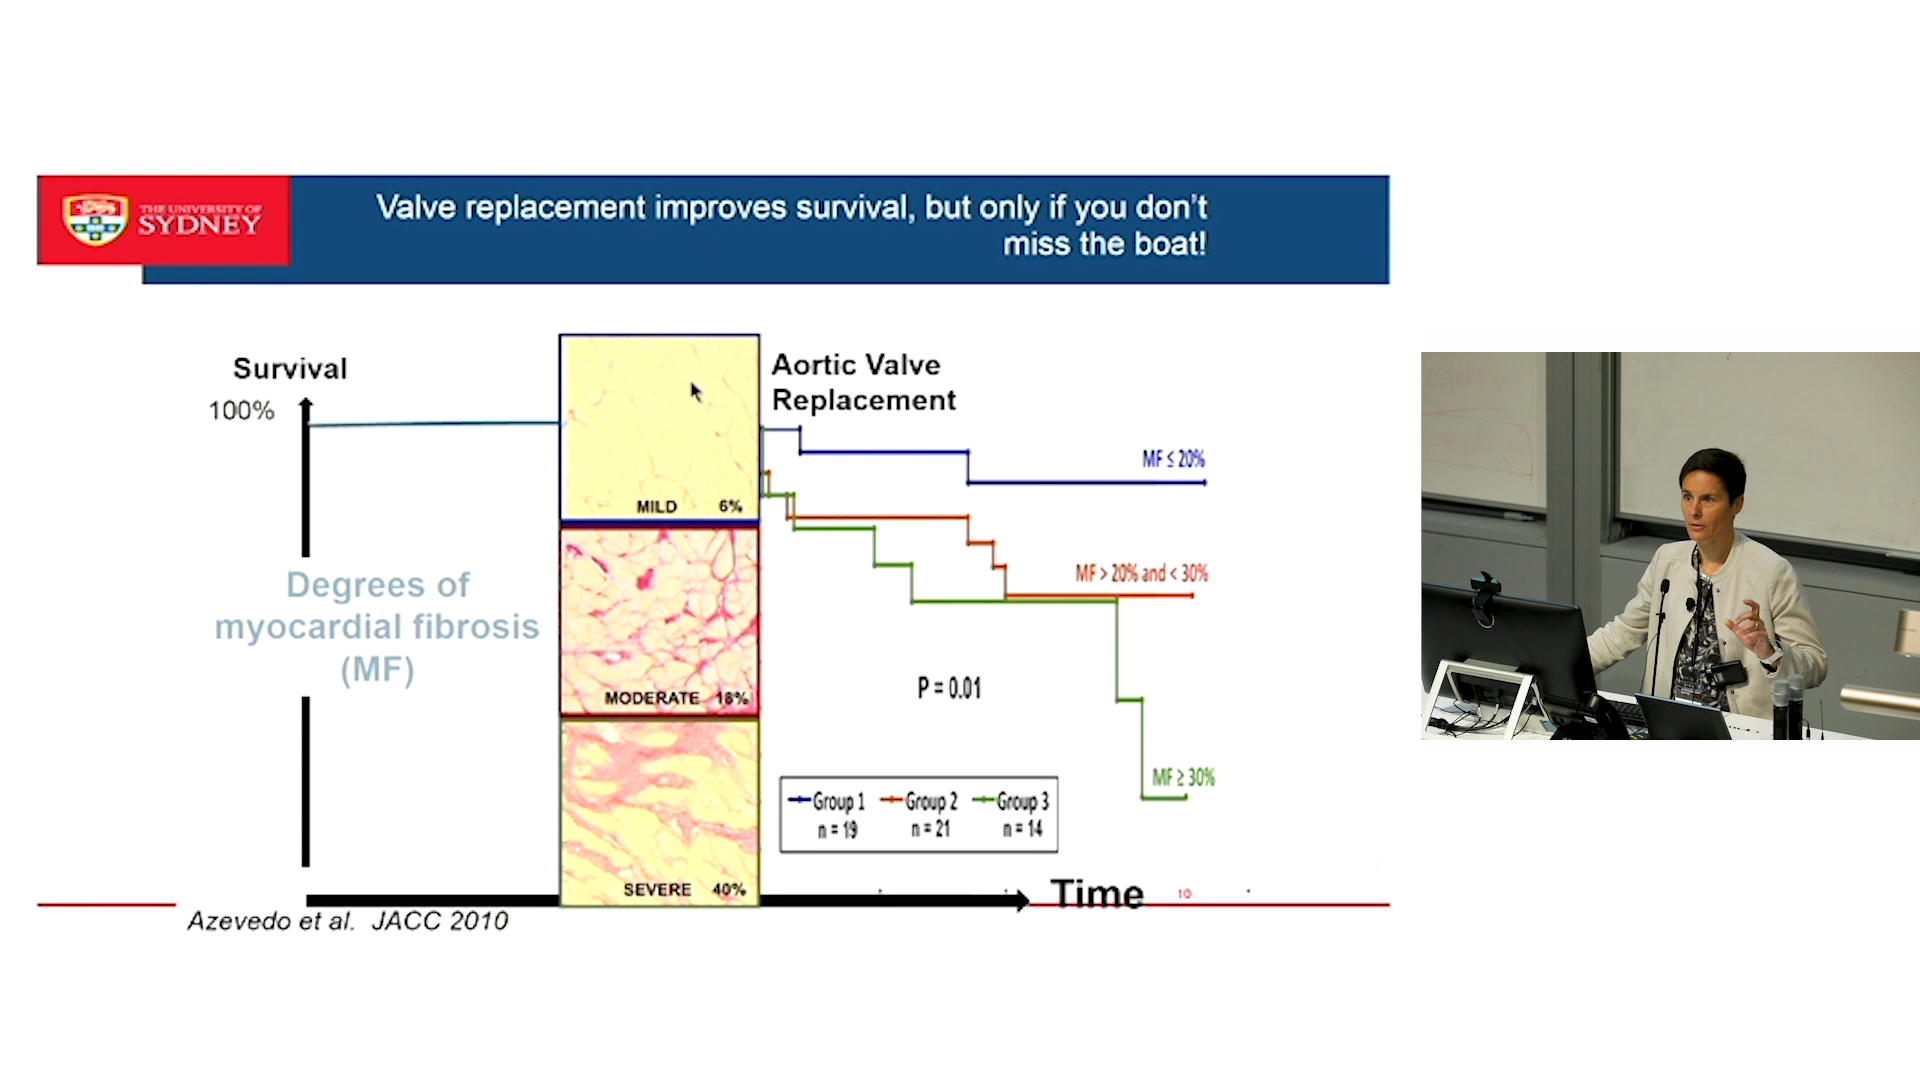 THE UNIVERSITY OF
SYDNEY
Valve replacement improves survival, but only if you don't
miss the boat!
Survival
100%
Degrees of
myocardial fibrosis
(MF)
MILD 6%
MODERATE 18%
SEVERE 40%
Aortic Valve
Replacement
MF ≤ 20%
MF > 20% and < 30%
P = 0.01
MF ≥ 30%
Group 1 Group 2 Group 3
n = 19 n = 21 n = 14
Time
10
Azevedo et al. JACC 2010